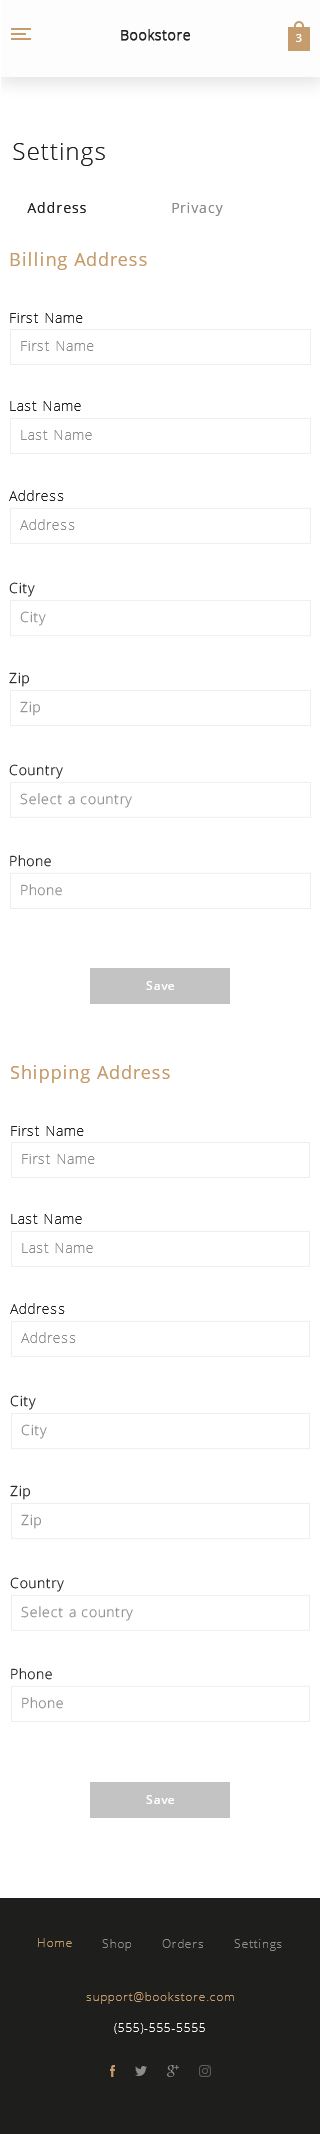 Bookstore
3
Settings
Address Privacy
Billing Address
First Name
First Name
Last Name
Last Name
Address
Address
City
City
Zip
Zip
Country
Select a country
Phone
Phone
Save
Shipping Address
First Name
First Name
Last Name
Last Name
Address
Address
City
City
Zip
Zip
Country
Select a country
Phone
Phone
Save
Home Shop Orders Settings
support@bookstore.com
(555)-555-5555